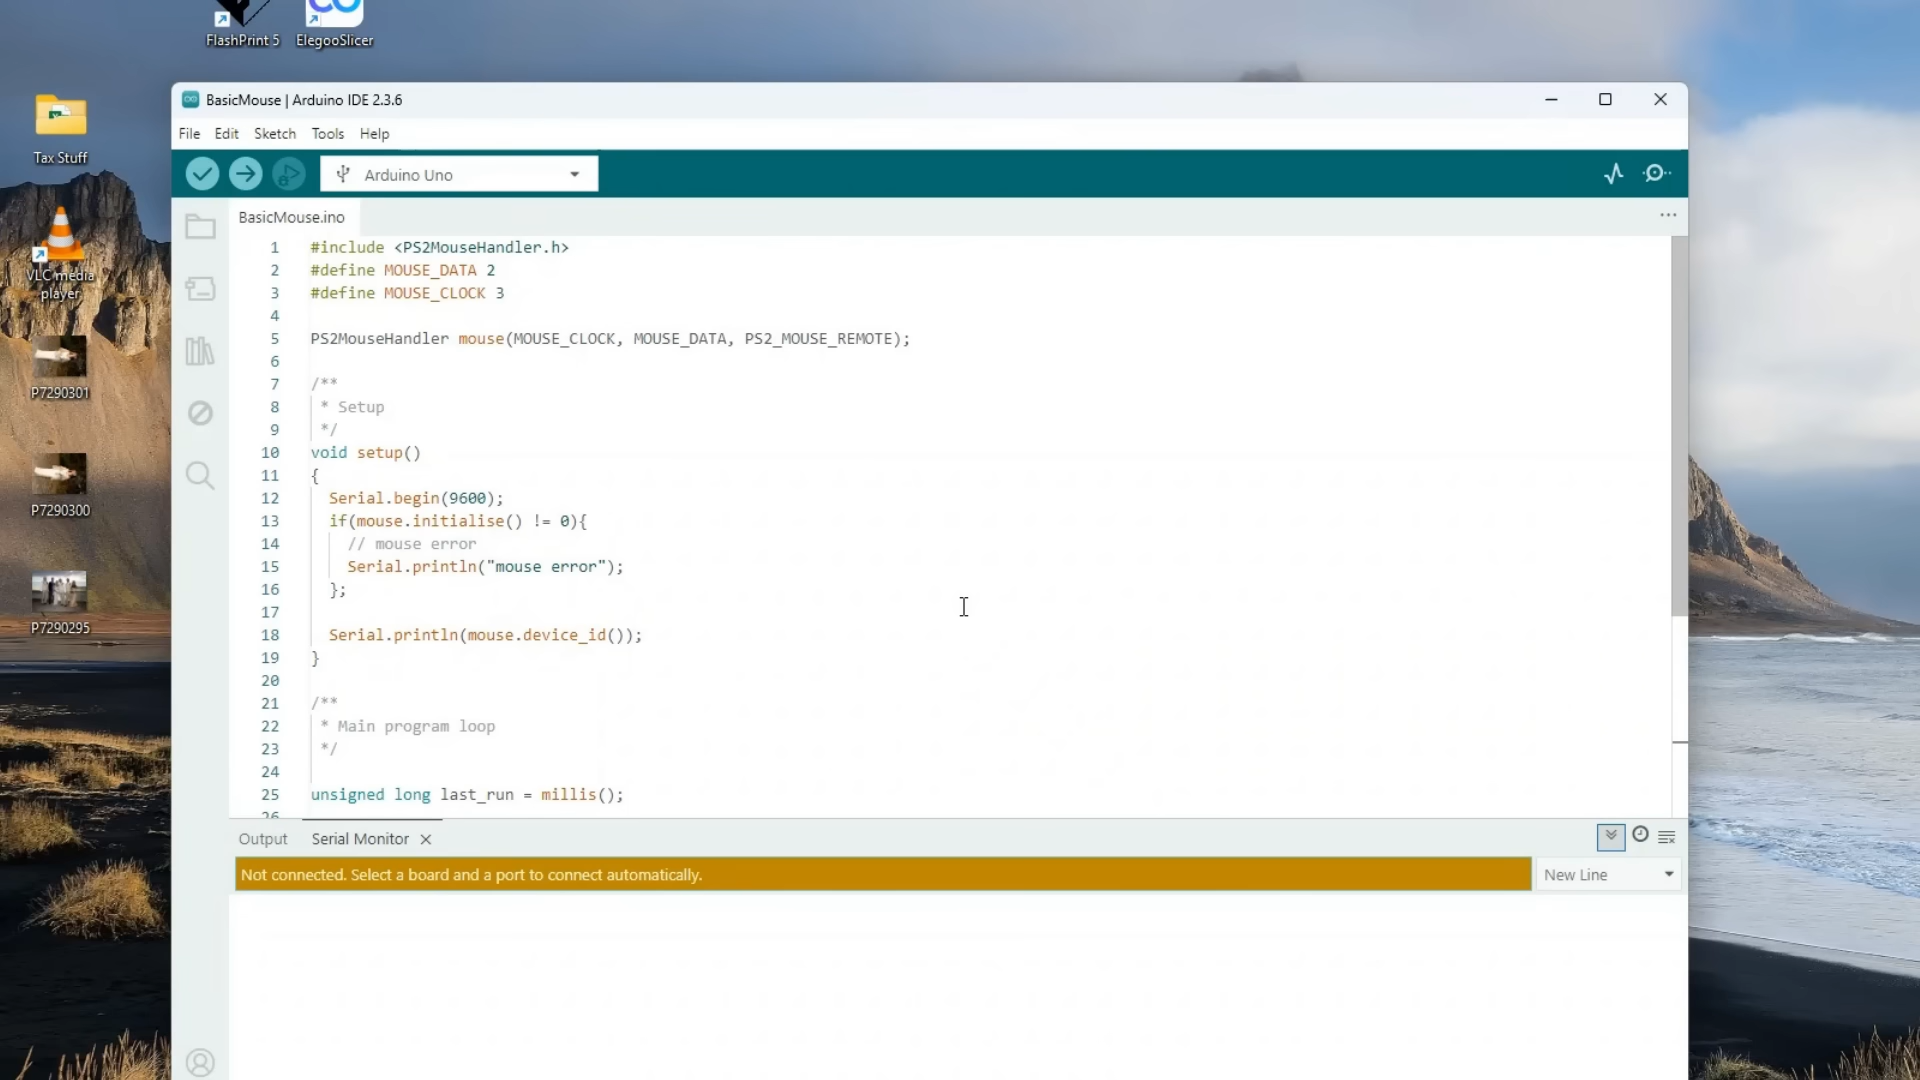 FlashPrint 5
ElegooSlicer
Tax Stuff
VLC media
player
P7290301
P7290300
P7290295
BasicMouse | Arduino IDE 2.3.6
File Edit Sketch Tools Help
Arduino Uno
BasicMouse.ino
1 #include <PS2MouseHandler.h>
2 #define MOUSE_DATA 2
3 #define MOUSE_CLOCK 3
4
5 PS2MouseHandler mouse(MOUSE_CLOCK, MOUSE_DATA, PS2_MOUSE_REMOTE);
6
7 /**
8 * Setup
9 */
10 void setup()
11 {
12 Serial.begin(9600);
13 if(mouse.initialise() != 0){
14 // mouse error
15 Serial.println("mouse error");
16 };
17
18 Serial.println(mouse.device_id());
19 }
20
21 /**
22 * Main program loop
23 */
24
25 unsigned long last_run = millis();
26
Output Serial Monitor
Not connected. Select a board and a port to connect automatically.
New Line